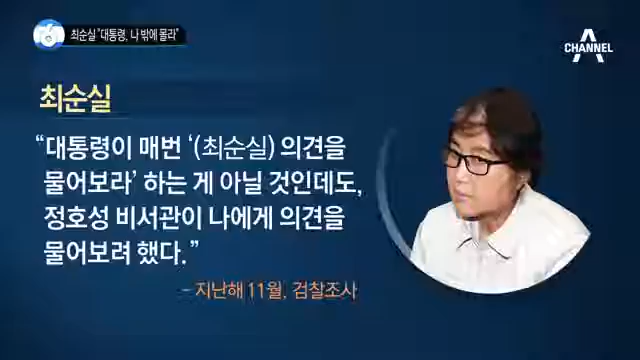 최순실 "대통령, 나 밖에 몰라"
CHANNEL A
최순실
“대통령이 매번 ‘(최순실) 의견을
물어보라’ 하는 게 아닐 것인데도,
정호성 비서관이 나에게 의견을
물어보려 했다.”
- 지난해 11월, 검찰조사